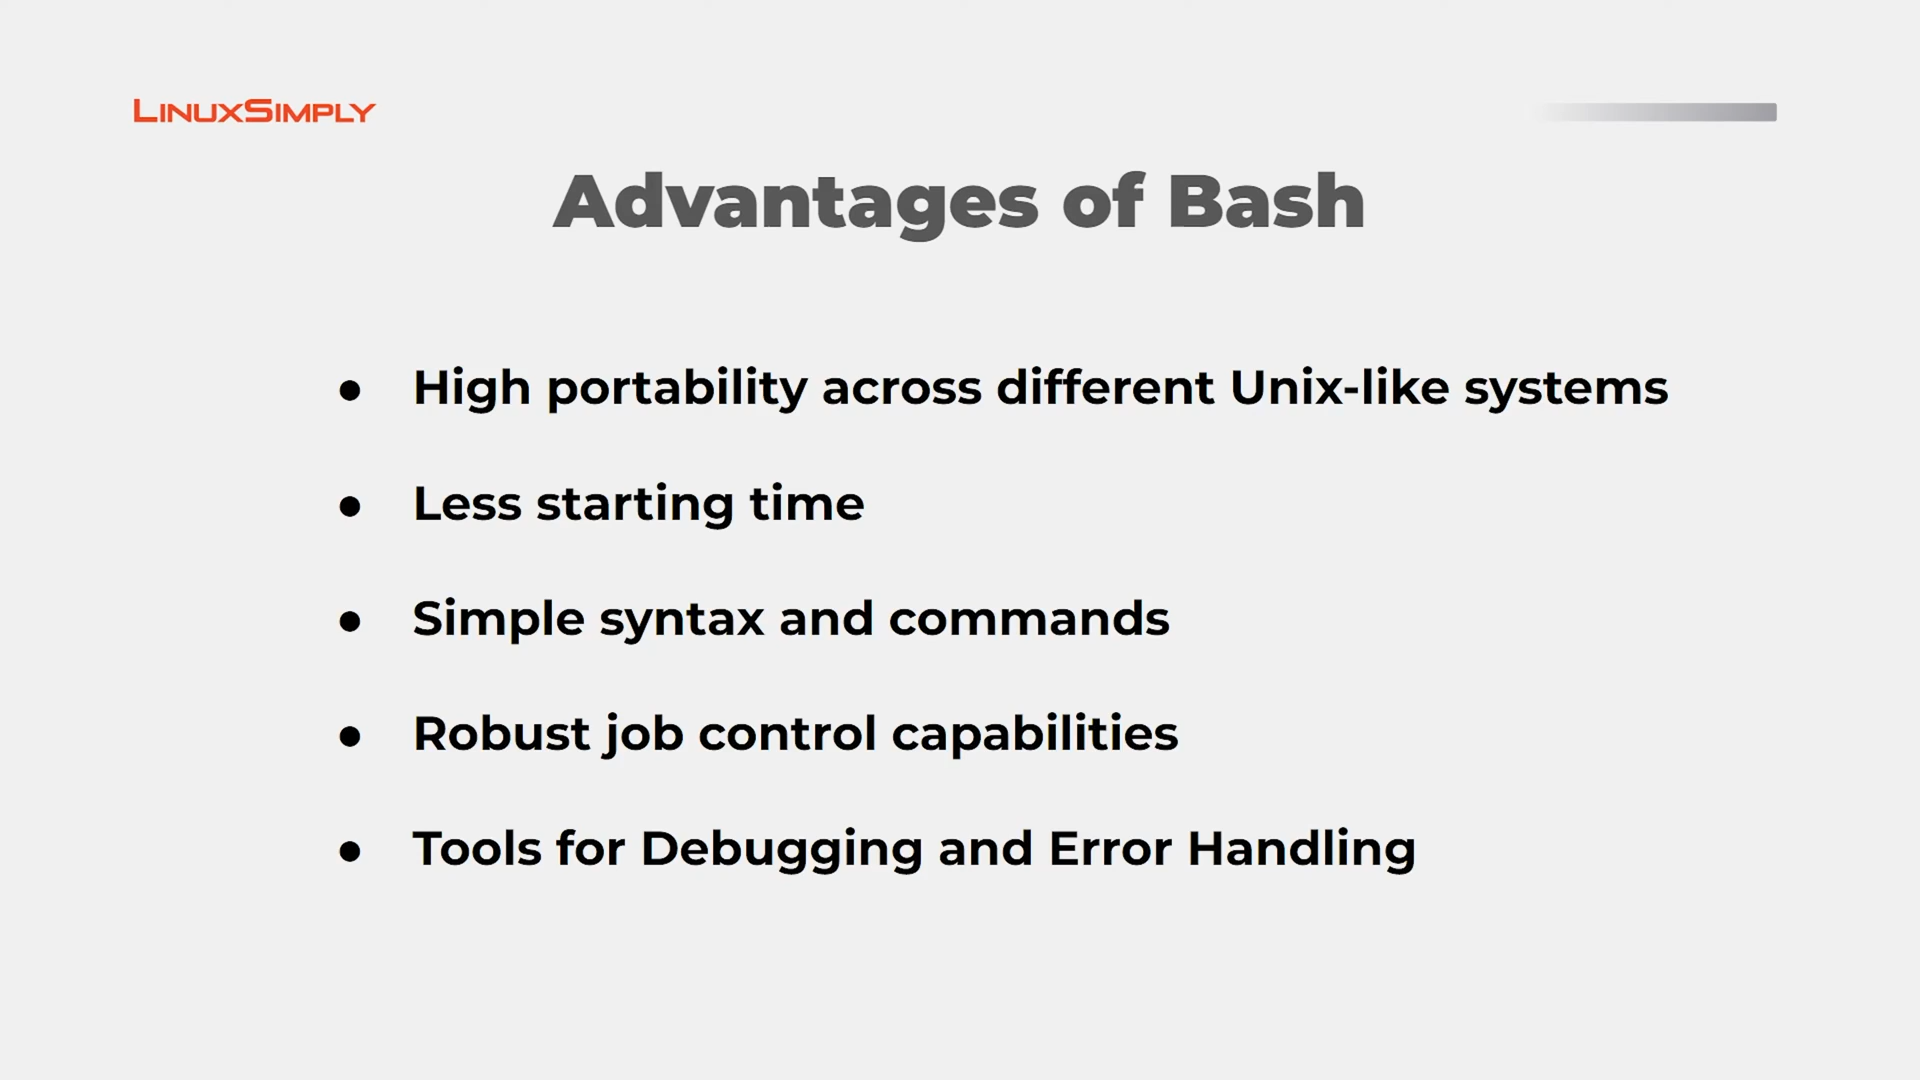 LINUXSIMPLY
Advantages of Bash
● High portability across different Unix-like systems
● Less starting time
● Simple syntax and commands
● Robust job control capabilities
● Tools for Debugging and Error Handling